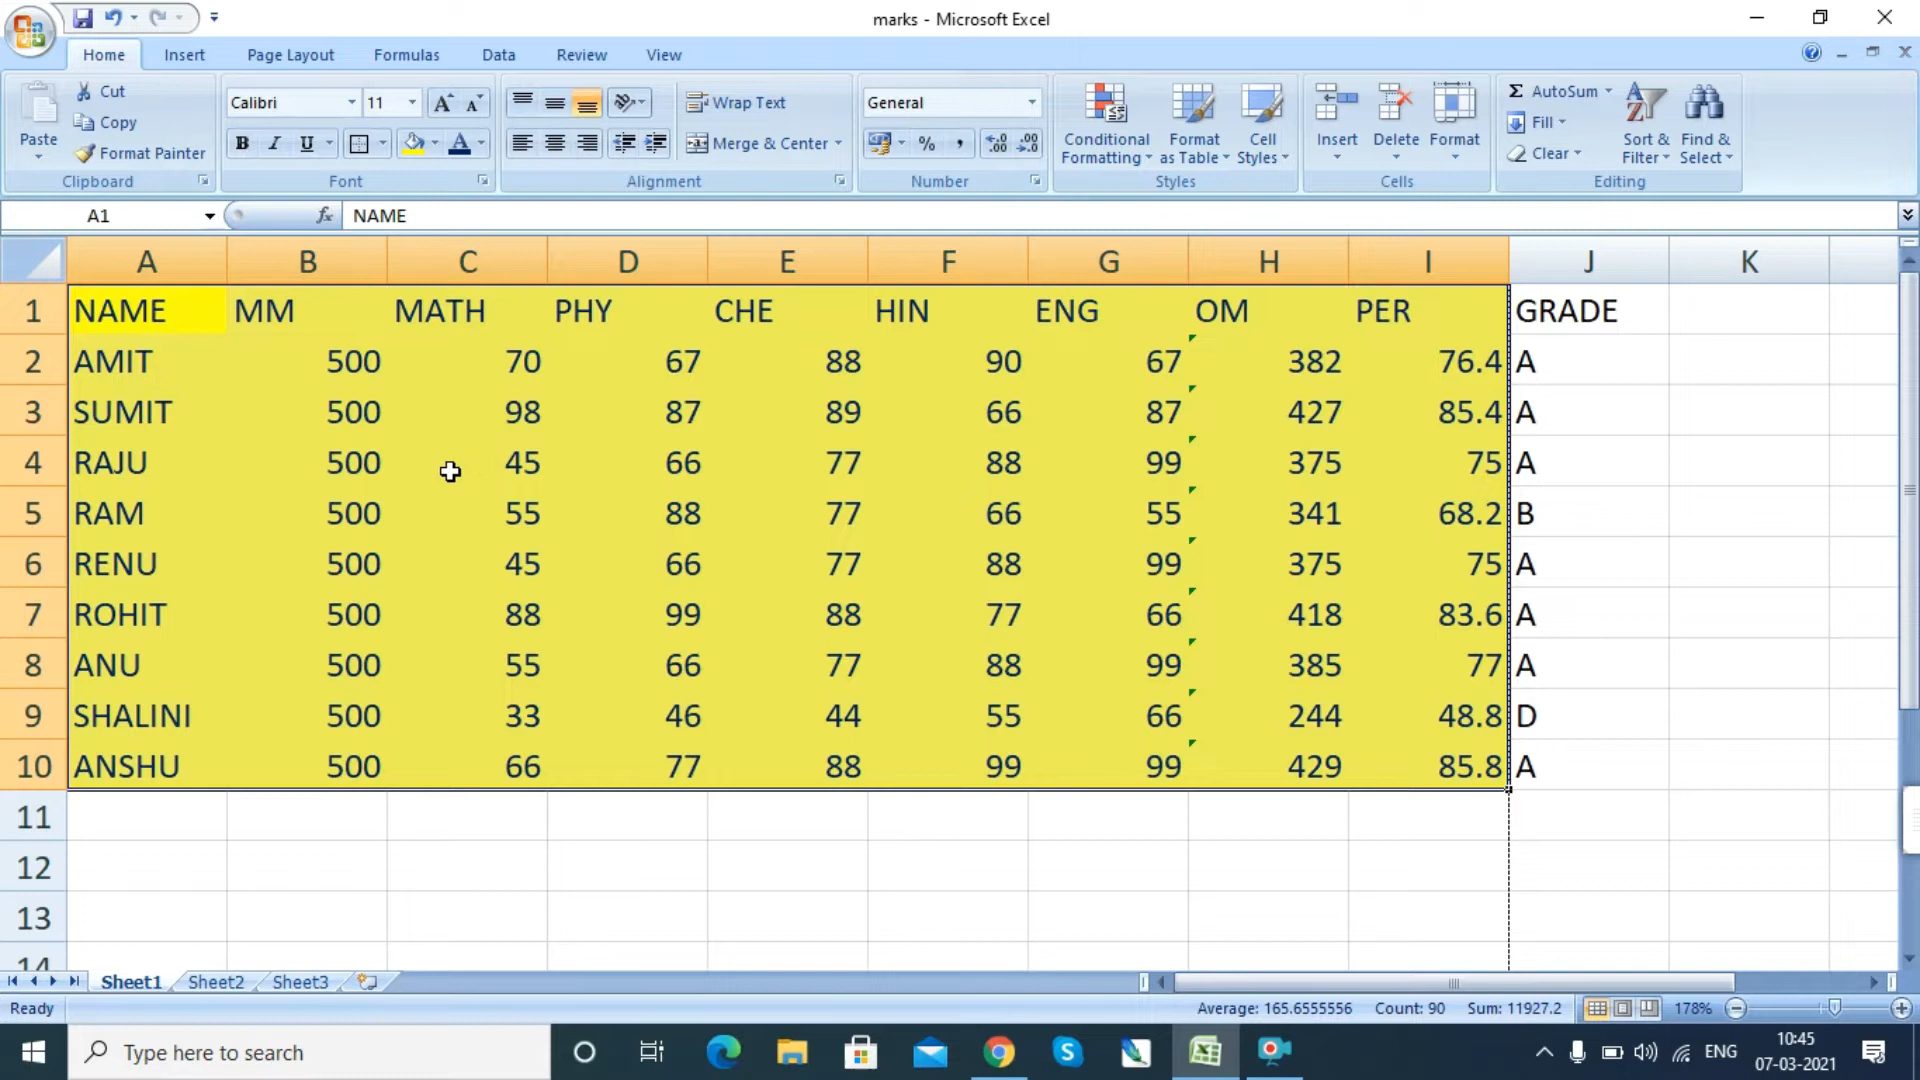 marks - Microsoft Excel
Home Insert Page Layout Formulas Data Review View
Paste Cut Copy Format Painter Clipboard
Calibri 11 B I U Font
Wrap Text Merge & Center Alignment
General % , .0 .00 .00 .0 Number
Conditional Formatting Format as Table Cell Styles Styles
Insert Delete Format Cells
Σ AutoSum Fill Clear Sort & Filter Find & Select Editing
A1 fx NAME
A B C D E F G H I J K
1 NAME MM MATH PHY CHE HIN ENG OM PER GRADE
2 AMIT 500 70 67 88 90 67 382 76.4 A
3 SUMIT 500 98 87 89 66 87 427 85.4 A
4 RAJU 500 45 66 77 88 99 375 75 A
5 RAM 500 55 88 77 66 55 341 68.2 B
6 RENU 500 45 66 77 88 99 375 75 A
7 ROHIT 500 88 99 88 77 66 418 83.6 A
8 ANU 500 55 66 77 88 99 385 77 A
9 SHALINI 500 33 46 44 55 66 244 48.8 D
10 ANSHU 500 66 77 88 99 99 429 85.8 A
11
12
13
14
Sheet1 Sheet2 Sheet3
Ready Average: 165.6555556 Count: 90 Sum: 11927.2 178%
Type here to search ENG 10:45
07-03-2021